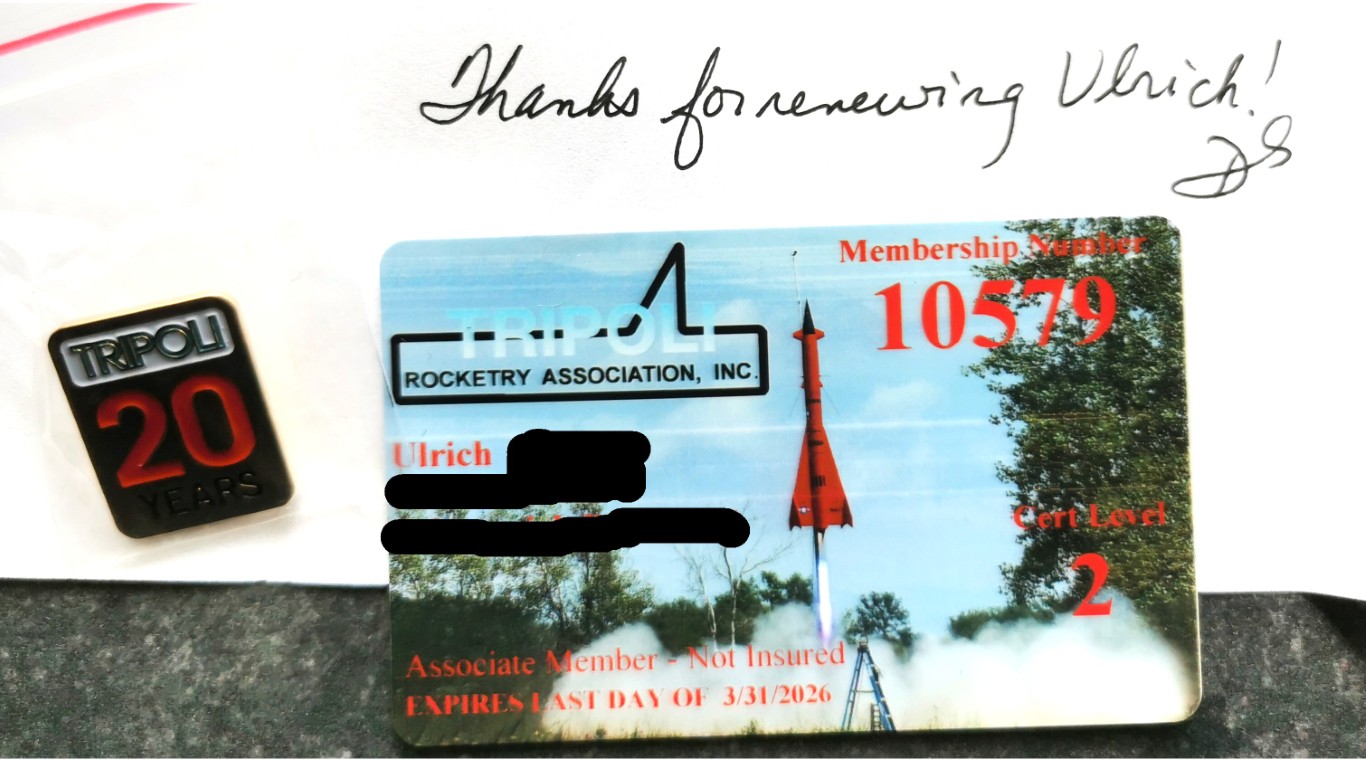 Thanks for renewing Ulrich!
DS
TRIPOLI
20
YEARS
TRIPOLI
ROCKETRY ASSOCIATION, INC.
Membership Number
10579
Ulrich
Cert Level
2
Associate Member - Not Insured
EXPIRES LAST DAY OF 3/31/2026